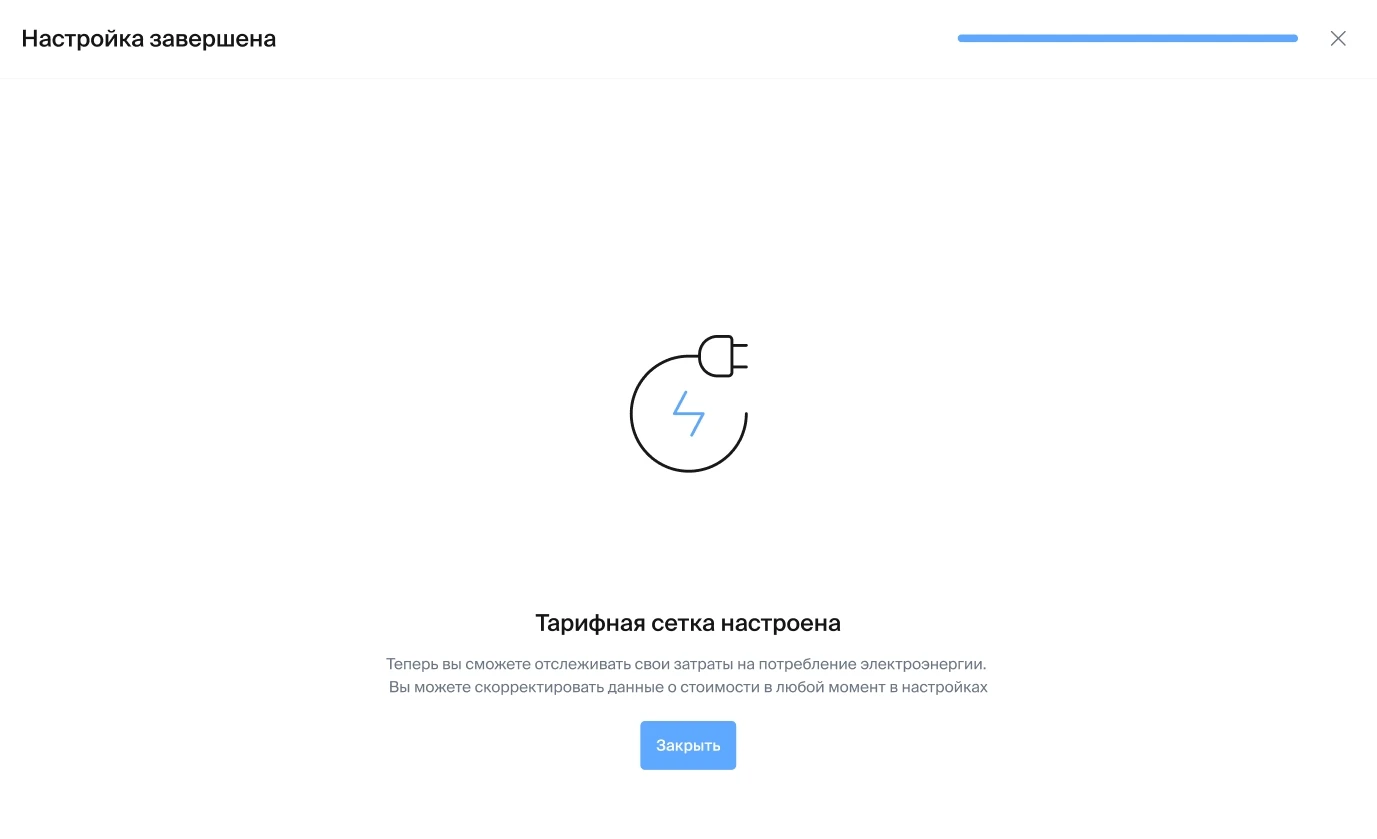 Настройка завершена
Тарифная сетка настроена
Теперь вы сможете отслеживать свои затраты на потребление электроэнергии.
Вы можете скорректировать данные о стоимости в любой момент в настройках
Закрыть